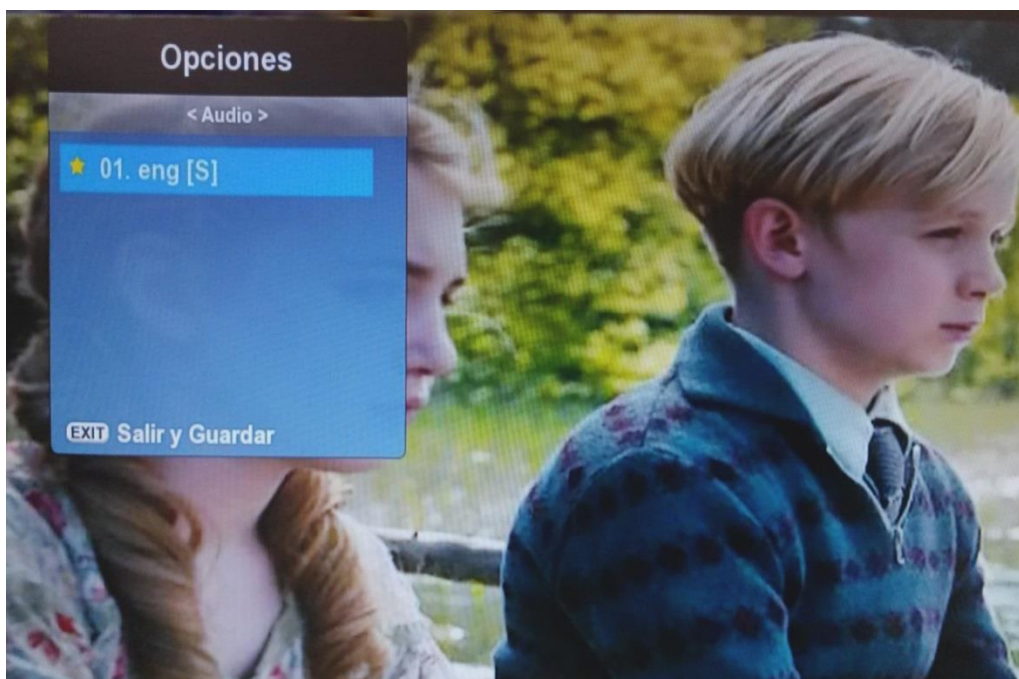 Opciones
< Audio >
01. eng [S]
EXIT Salir y Guardar